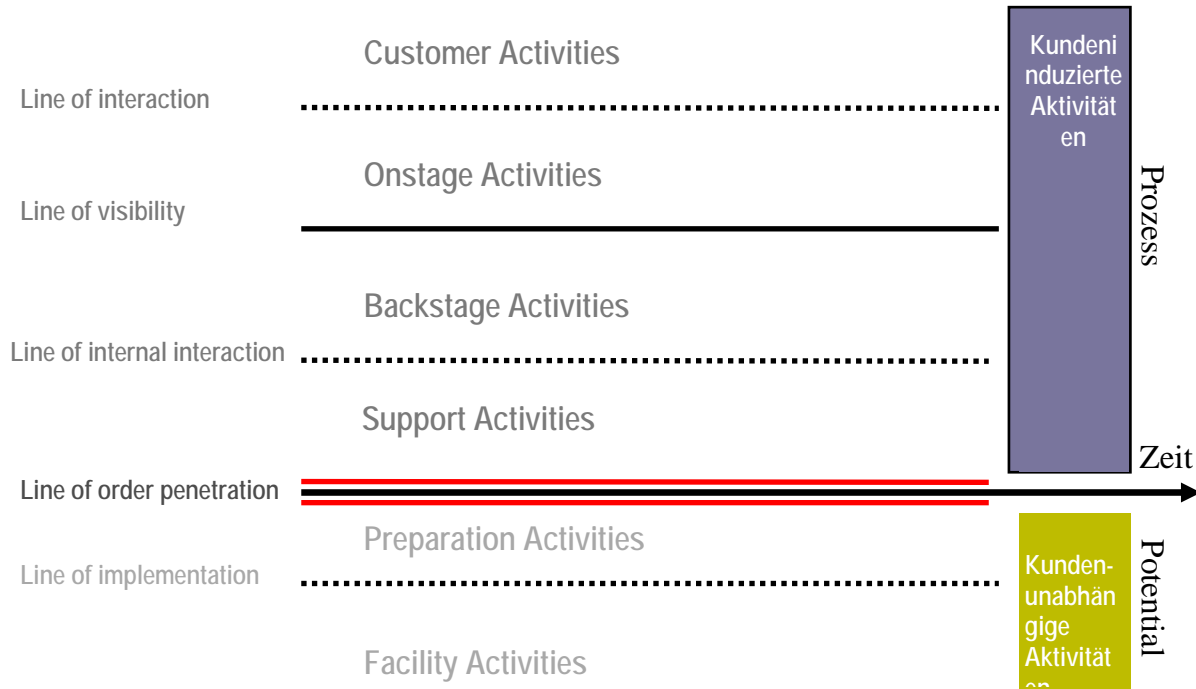 Customer Activities
Line of interaction
Onstage Activities
Line of visibility
Backstage Activities
Line of internal interaction
Support Activities
Line of order penetration
Preparation Activities
Line of implementation
Facility Activities
Kundeni
nduzierte
Aktivität
en
Prozess
Zeit
Kunden-
unabhän
gige
Aktivität
en
Potential